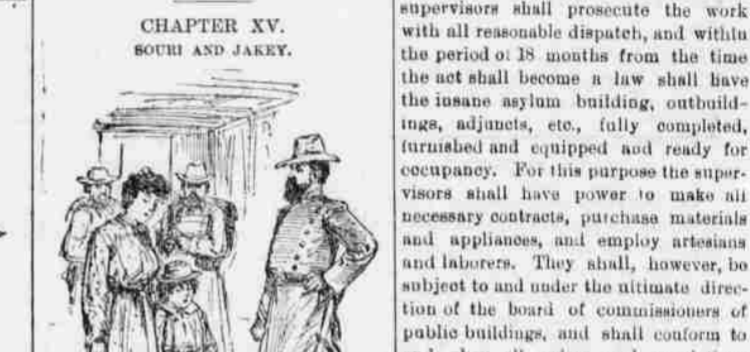 CHAPTER XV.
SOURI AND JAKEY.
supervisors shall prosecute the work
with all reasonable dispatch, and within
the period of 18 months from the time
the act shall become a law shall have
the insane asylum building, outbuild-
ings, adjuncts, etc., fully completed,
furnished and equipped and ready for
occupancy. For this purpose the super-
visors shall have power to make all
necessary contracts, purchase materials
and appliances, and employ artesians
and laborers. They shall, however, be
subject to and under the ultimate direc-
tion of the board of commissioners of
public buildings, and shall conform to